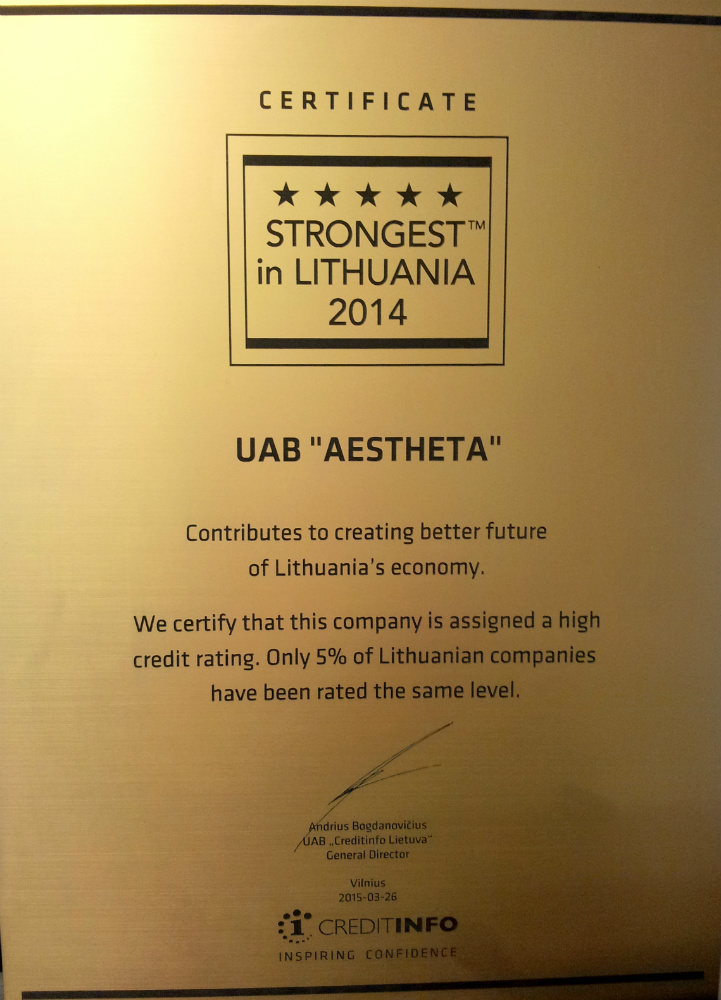 CERTIFICATE
STRONGEST™
in LITHUANIA
2014
UAB "AESTHETA"
Contributes to creating better future
of Lithuania's economy.
We certify that this company is assigned a high
credit rating. Only 5% of Lithuanian companies
have been rated the same level.
Andrius Bogdanovičius
UAB „Creditinfo Lietuva"
General Director
Vilnius
2015-03-26
CREDITINFO
INSPIRING CONFIDENCE